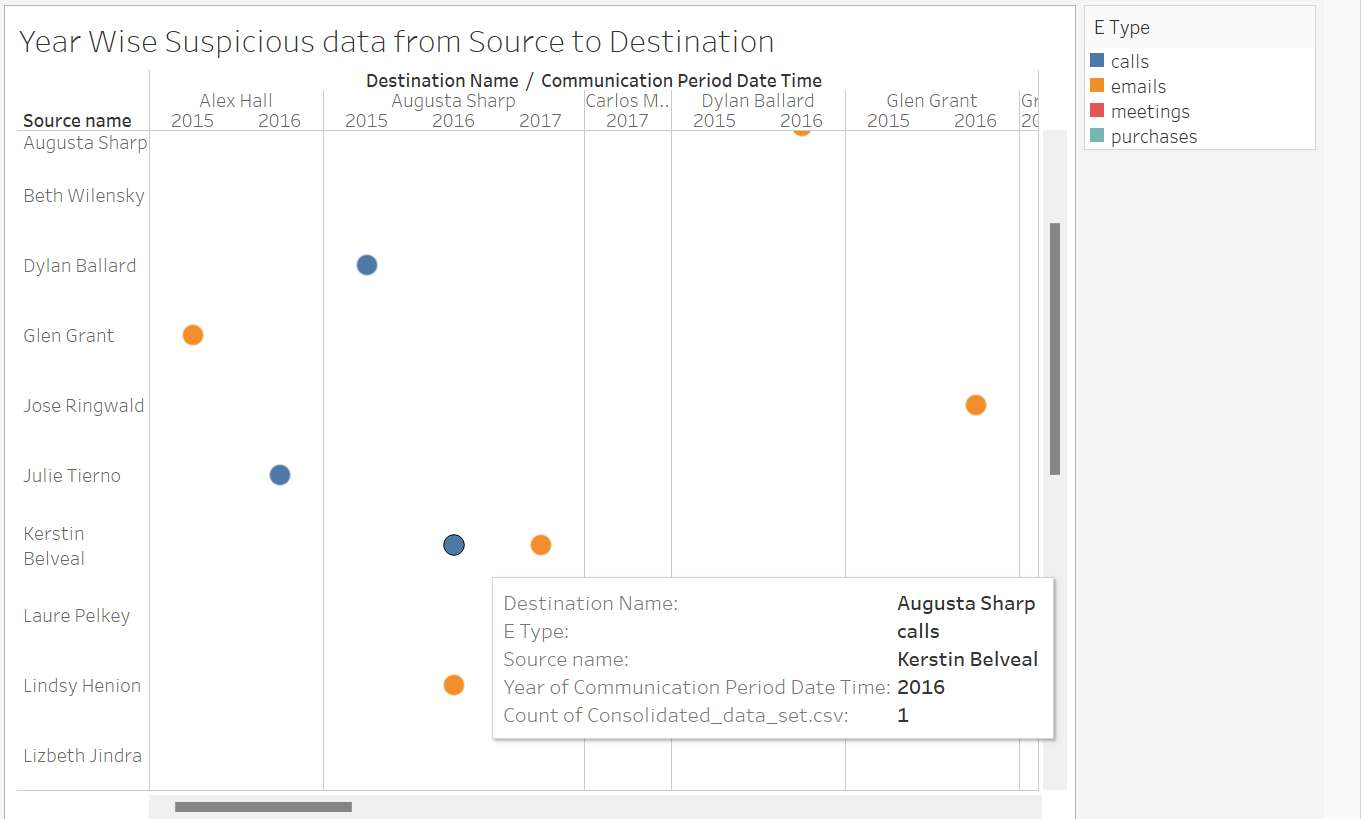 Year Wise Suspicious data from Source to Destination
Destination Name / Communication Period Date Time
Alex Hall Augusta Sharp Carlos M.. Dylan Ballard Glen Grant Gr
Source name 2015 2016 2015 2016 2017 2017 2015 2016 2015 2016 20
Augusta Sharp
Beth Wilensky
Dylan Ballard
Glen Grant
Jose Ringwald
Julie Tierno
Kerstin
Belveal
Laure Pelkey
Lindsy Henion
Lizbeth Jindra
Destination Name: Augusta Sharp
E Type: calls
Source name: Kerstin Belveal
Year of Communication Period Date Time: 2016
Count of Consolidated_data_set.csv: 1
E Type
calls
emails
meetings
purchases